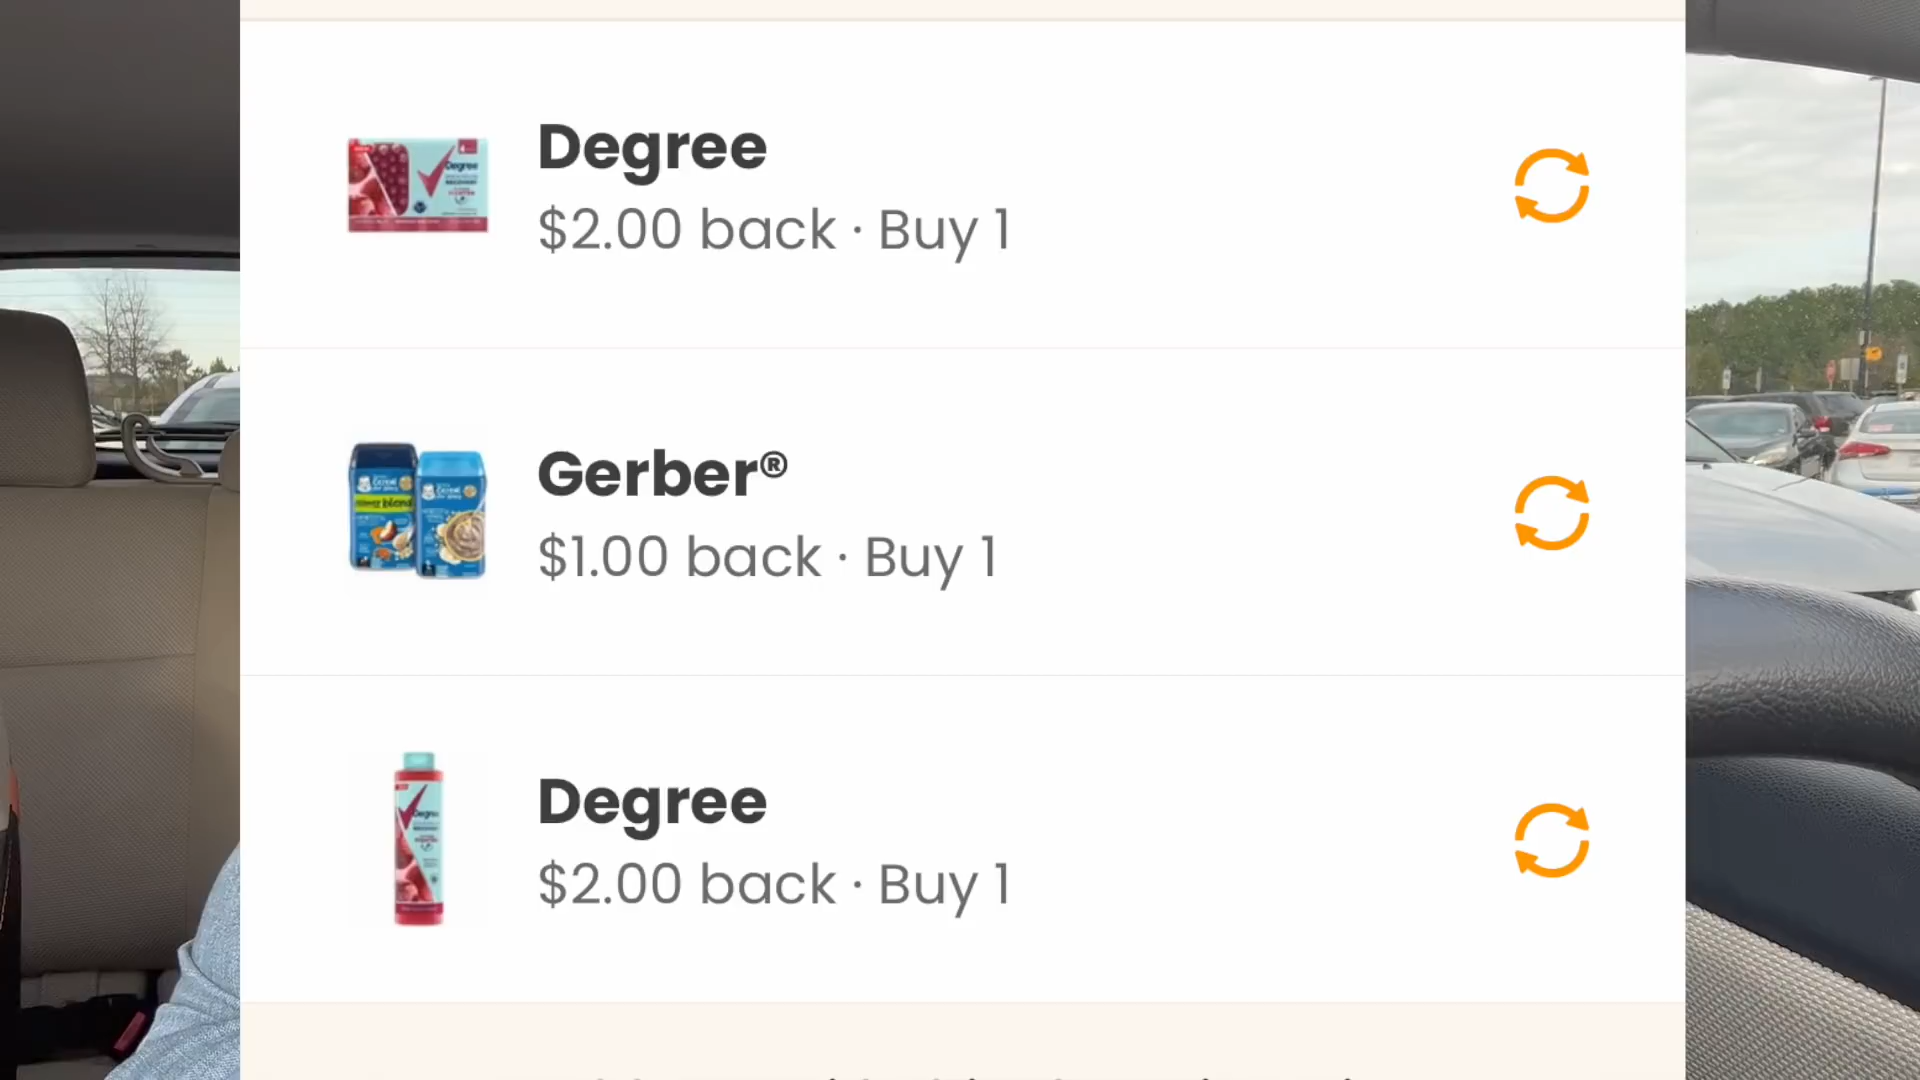 Degree
$2.00 back · Buy 1
Gerber®
$1.00 back · Buy 1
Degree
$2.00 back · Buy 1